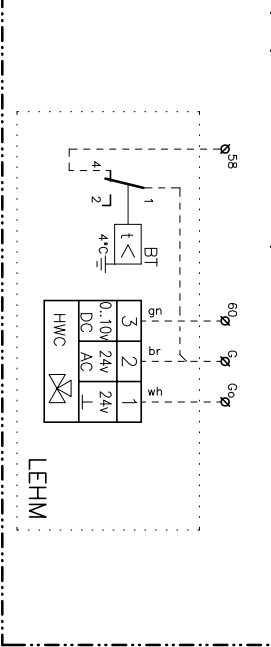 58
4
1
2
t <
4°C
BT
60
G
Go
gn
br
wh
3
2
1
0..10v
DC
24v
AC
24v
⊥
HWC
LEHM